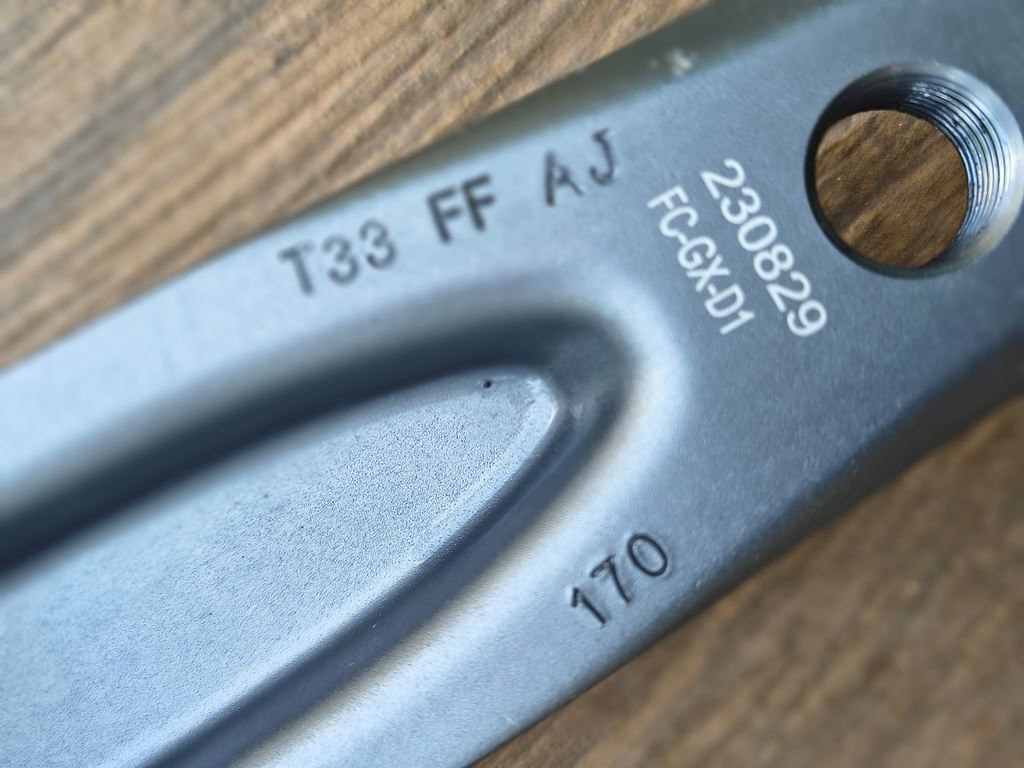 T33 FF AJ
230829
FC-GX-D1
170